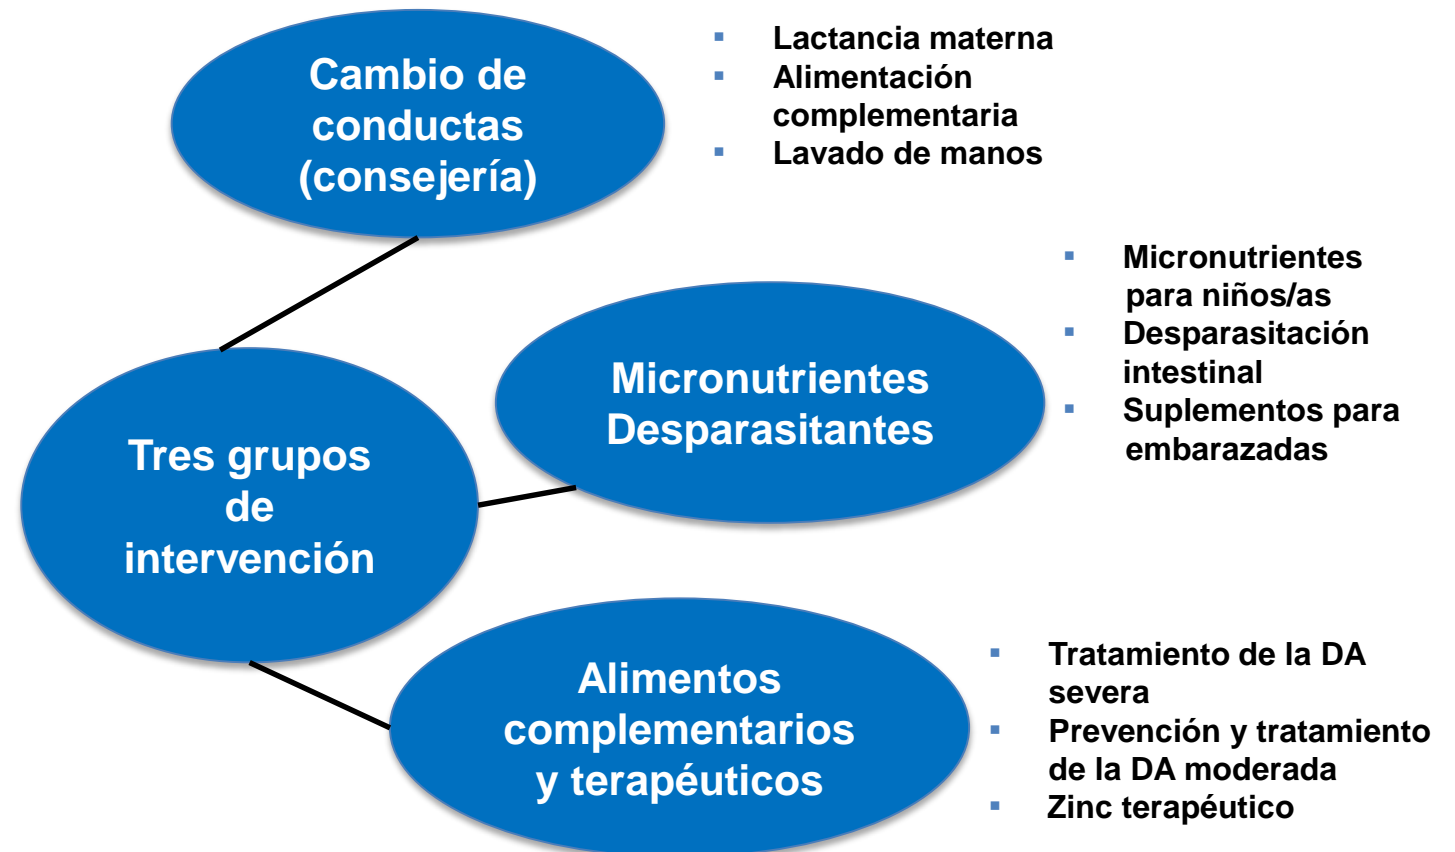 Cambio de
conductas
(consejería)
▪ Lactancia materna
▪ Alimentación
complementaria
▪ Lavado de manos
Tres grupos
de
intervención
Micronutrientes
Desparasitantes
▪ Micronutrientes
para niños/as
▪ Desparasitación
intestinal
▪ Suplementos para
embarazadas
Alimentos
complementarios
y terapéuticos
▪ Tratamiento de la DA
severa
▪ Prevención y tratamiento
de la DA moderada
▪ Zinc terapéutico